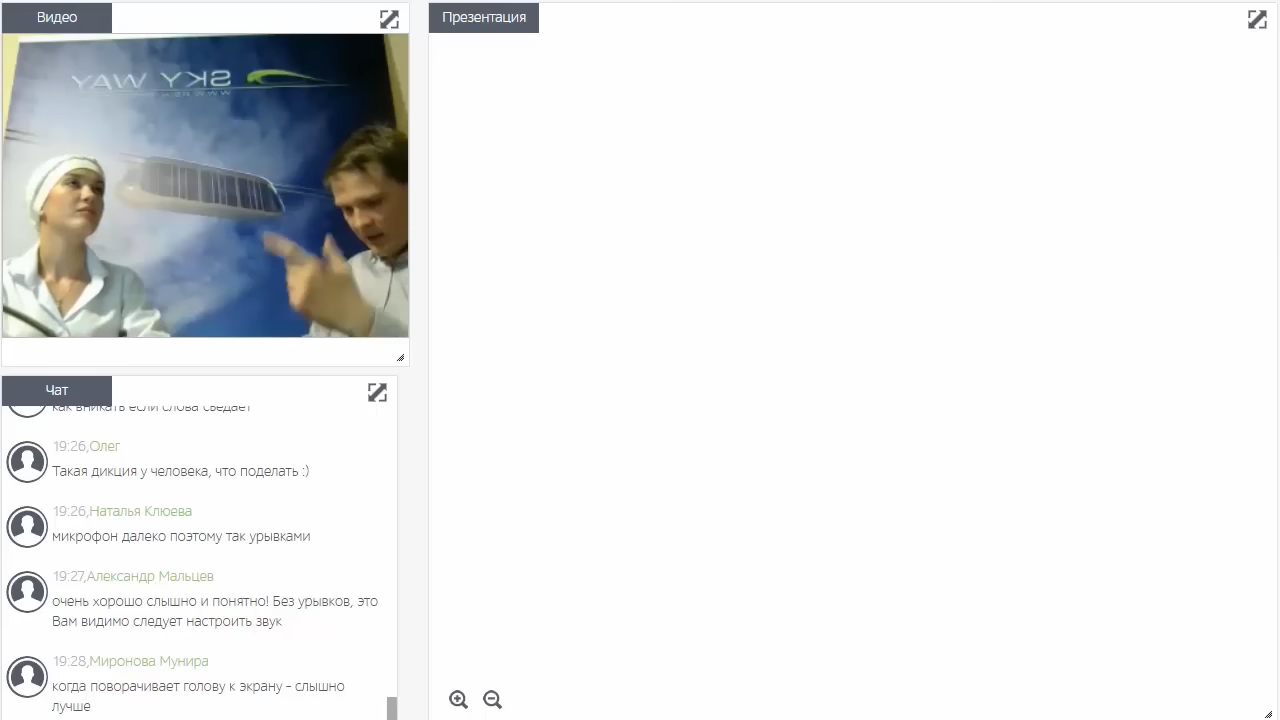 Видео
SKY WAY
Чат
как вникать если слова съедает
19:26,Олег
Такая дикция у человека, что поделать :)
19:26,Наталья Клюева
микрофон далеко поэтому так урывками
19:27,Александр Мальцев
очень хорошо слышно и понятно! Без урывков, это
Вам видимо следует настроить звук
19:28,Миронова Мунира
когда поворачивает голову к экрану - слышно
лучше
Презентация